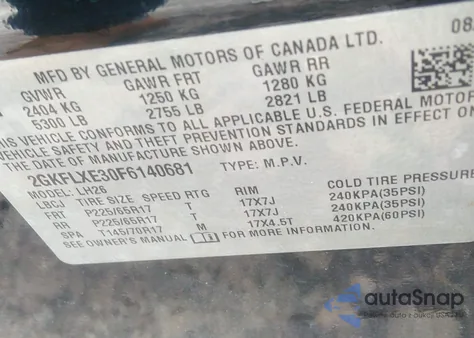 MFD BY GENERAL MOTORS OF CANADA LTD. 08
GVWR GAWR FRT GAWR RR
2404 KG 1250 KG 1280 KG
5300 LB 2755 LB 2821 LB
THIS VEHICLE CONFORMS TO ALL APPLICABLE U.S. FEDERAL MOTOR
VEHICLE SAFETY AND THEFT PREVENTION STANDARDS IN EFFECT ON
THE DATE OF MANUFACTURE SHOWN ABOVE.
2GKFLXE30F6140681 TYPE: M.P.V.
MODEL: LH26
LBCJ TIRE SIZE SPEED RTG RIM COLD TIRE PRESSURE
FRT P225/65R17 T 17X7J 240KPA(35PSI)
RR P225/65R17 T 17X7J 240KPA(35PSI)
SPA T145/70R17 M 17X4.5T 420KPA(60PSI)
SEE OWNER'S MANUAL FOR ADDITIONAL INFORMATION
autoSnap